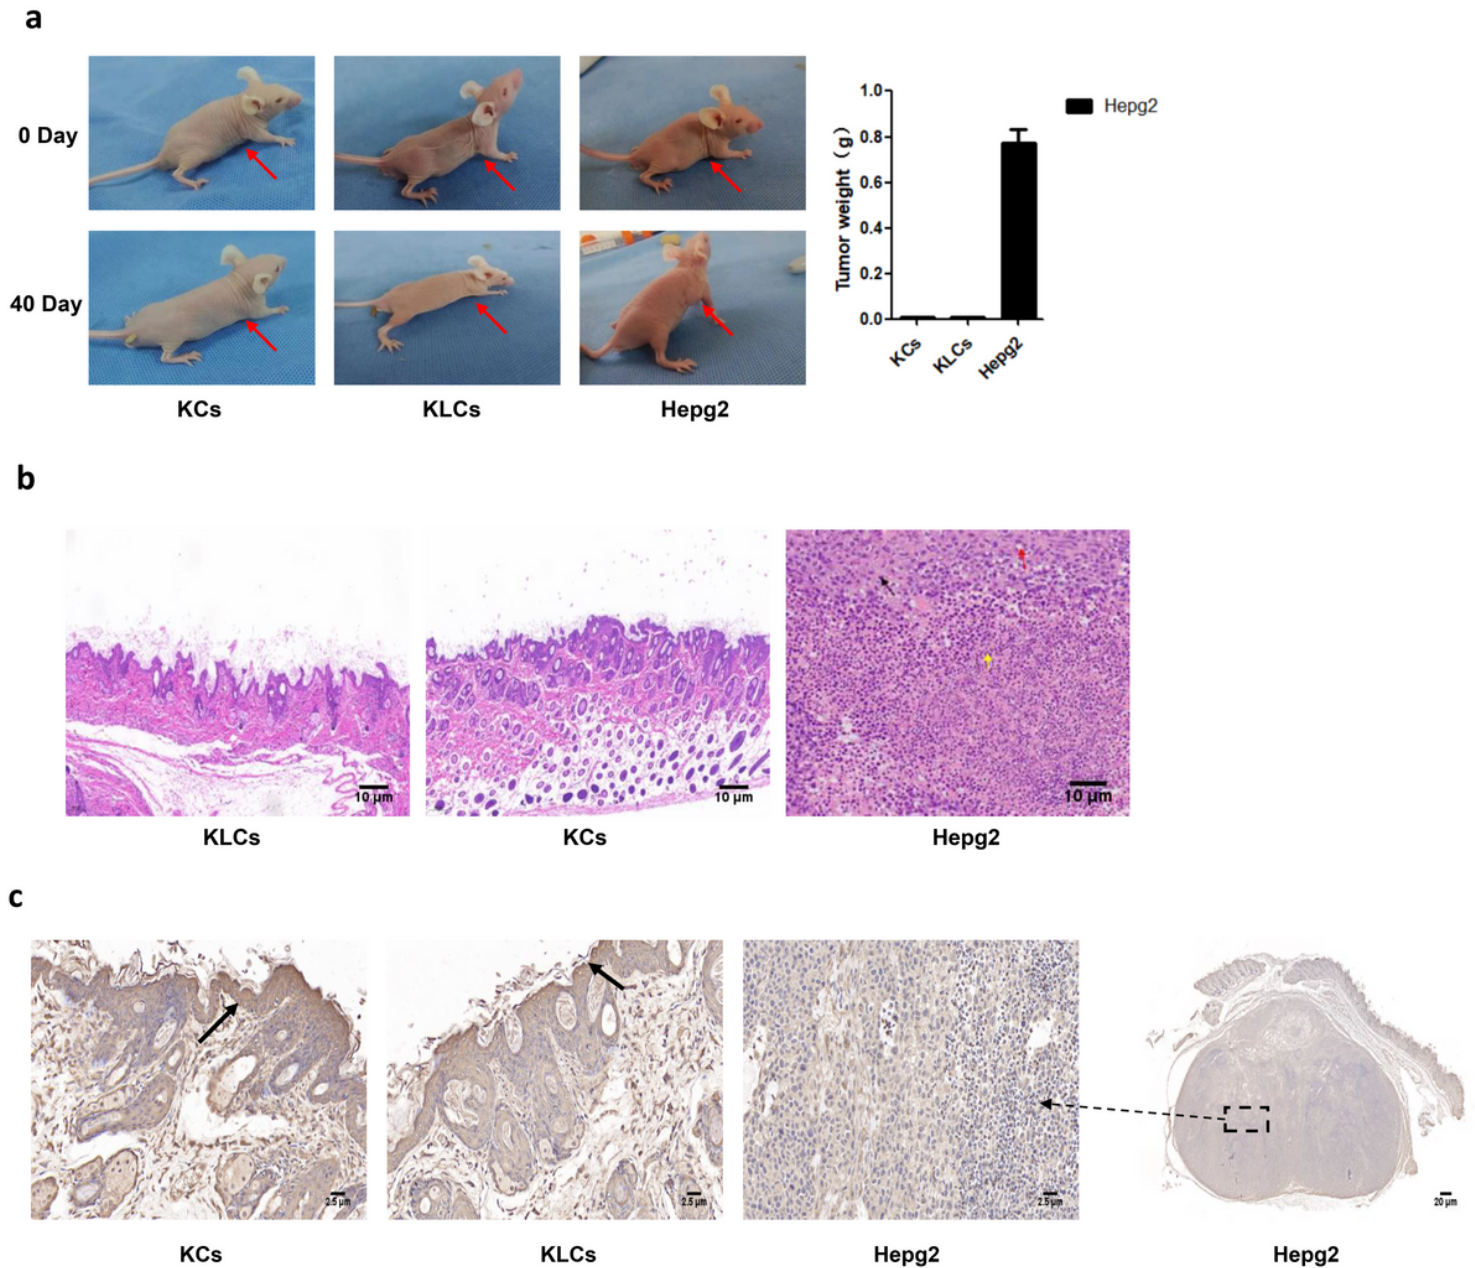 a
0 Day
40 Day
KCs
KLCs
Hepg2
Tumor weight（g）
1.0
0.8
0.6
0.4
0.2
0.0
KCs
KLCs
Hepg2
Hepg2
b
10 μm
10 μm
10 μm
KLCs
KCs
Hepg2
c
2.5 μm
2.5 μm
2.5 μm
20 μm
KCs
KLCs
Hepg2
Hepg2